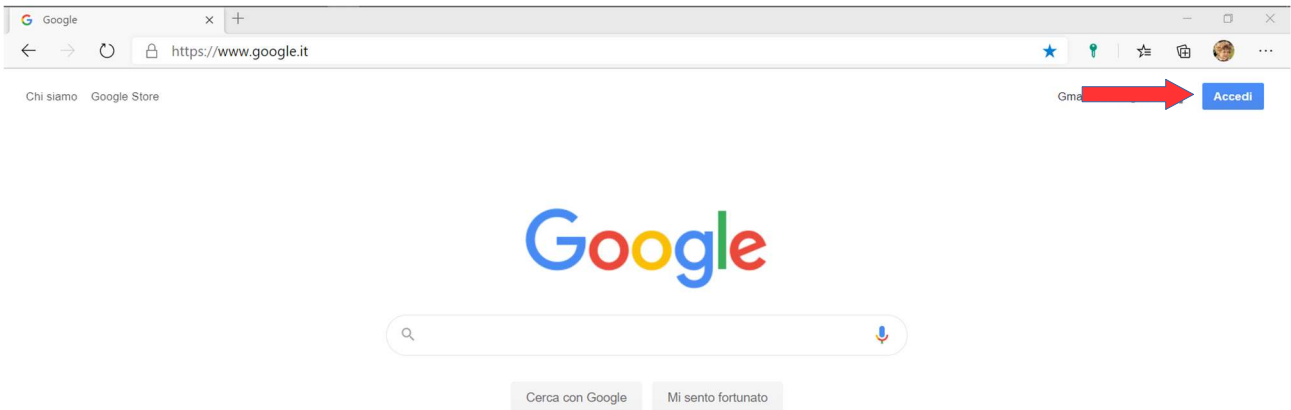 Google
https://www.google.it
Chi siamo Google Store
Accedi
Google
Cerca con Google Mi sento fortunato